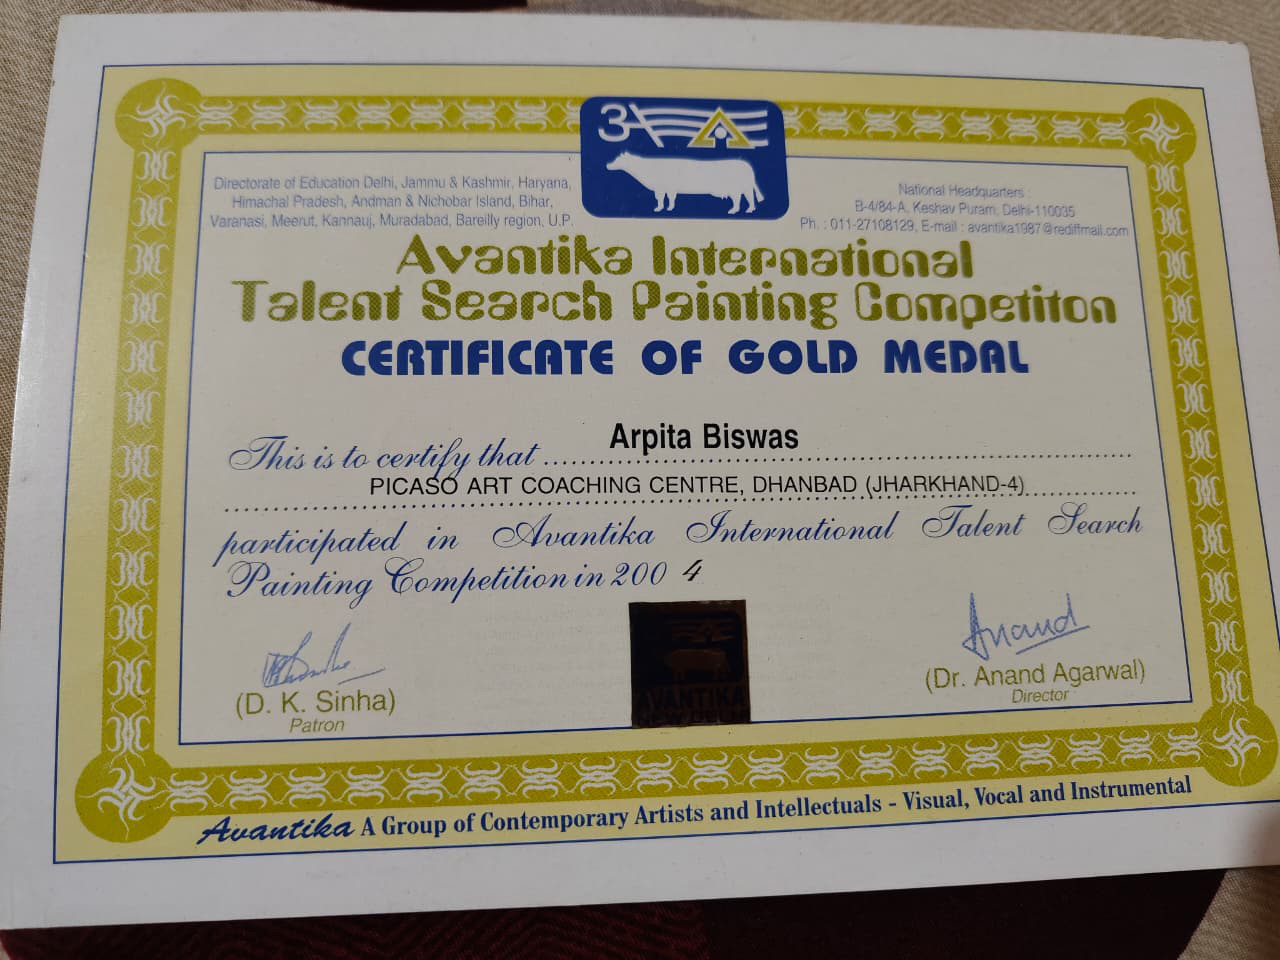 3A
Directorate of Education Delhi, Jammu & Kashmir, Haryana,
Himachal Pradesh, Andman & Nichobar Island, Bihar,
Varanasi, Meerut, Kannauj, Muradabad, Bareilly region, U.P.
National Headquarters :
B-4/84-A, Keshav Puram, Delhi-110035
Ph. : 011-27108129, E-mail : avantika1987@rediffmail.com
Avantika International
Talent Search Painting Competiton
CERTIFICATE OF GOLD MEDAL
This is to certify that Arpita Biswas
PICASO ART COACHING CENTRE, DHANBAD (JHARKHAND-4)
participated in Avantika International Talent Search
Painting Competition in 2004
(D. K. Sinha)
Patron
AVANTIKA
NEW DELHI
Anand
(Dr. Anand Agarwal)
Director
Avantika A Group of Contemporary Artists and Intellectuals - Visual, Vocal and Instrumental